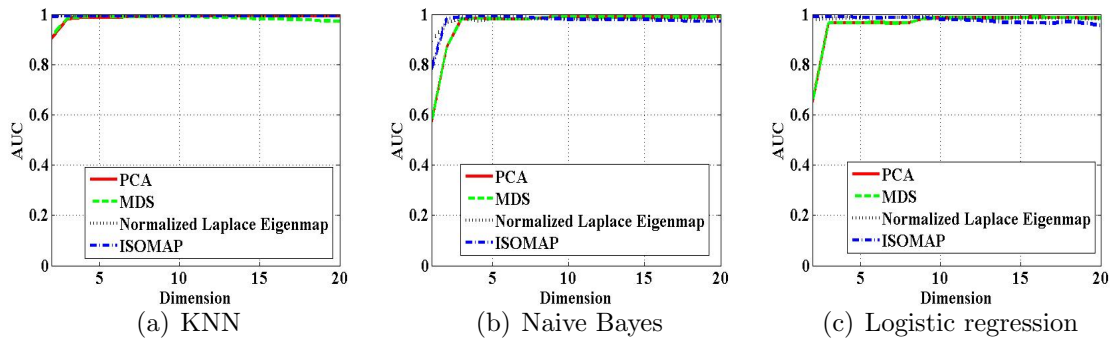 1
0.8
0.6
0.4
0.2
0
AUC
PCA
MDS
Normalized Laplace Eigenmap
ISOMAP
5 10 15 20
Dimension
(a) KNN
1
0.8
0.6
0.4
0.2
0
AUC
PCA
MDS
Normalized Laplace Eigenmap
ISOMAP
5 10 15 20
Dimension
(b) Naive Bayes
1
0.8
0.6
0.4
0.2
0
AUC
PCA
MDS
Normalized Laplace Eigenmap
ISOMAP
5 10 15 20
Dimension
(c) Logistic regression